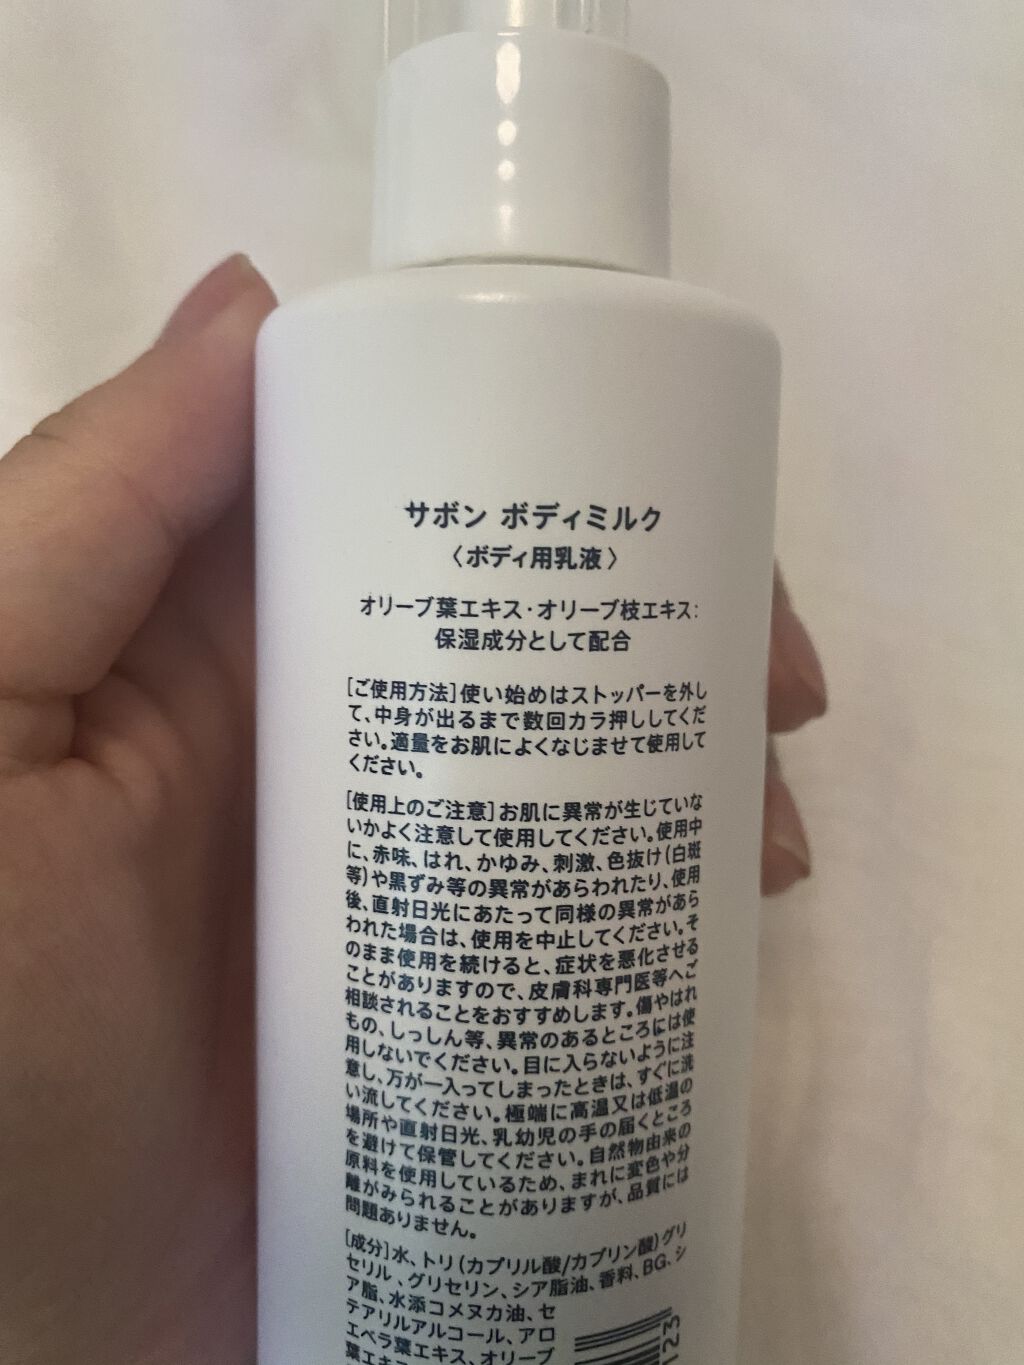 サボン ボディミルク
〈ボディ用乳液〉
オリーブ葉エキス・オリーブ枝エキス:
保湿成分として配合
[ご使用方法]使い始めはストッパーを外し
て、中身が出るまで数回カラ押ししてくだ
さい。適量をお肌によくなじませて使用して
ください。
[使用上のご注意]お肌に異常が生じていな
いかよく注意して使用してください。使用中
に、赤味、はれ、かゆみ、刺激、色抜け(白斑
等)や黒ずみ等の異常があらわれたり、使用
後、直射日光にあたって同様の異常があら
われた場合は、使用を中止してください。そ
のまま使用を続けると、症状を悪化させる
ことがありますので、皮膚科専門医等へご
相談されることをおすすめします。傷やはれ
もの、しっしん等、異常のあるところには使
用しないでください。目に入らないように注
意し、万が一入ってしまったときは、すぐに洗
い流してください。極端に高温又は低温の
場所や直射日光、乳幼児の手の届くところ
を避けて保管してください。自然物由来の
原料を使用しているため、まれに変色や分
離がみられることがありますが、品質には
問題ありません。
[成分]水、トリ(カプリル酸/カプリン酸)グリ
セリル、グリセリン、シア脂油、香料、BG、シ
ア脂、水添コメヌカ油、セ
テアリルアルコール、アロ
エベラ葉エキス、オリーブ
葉エキス
123